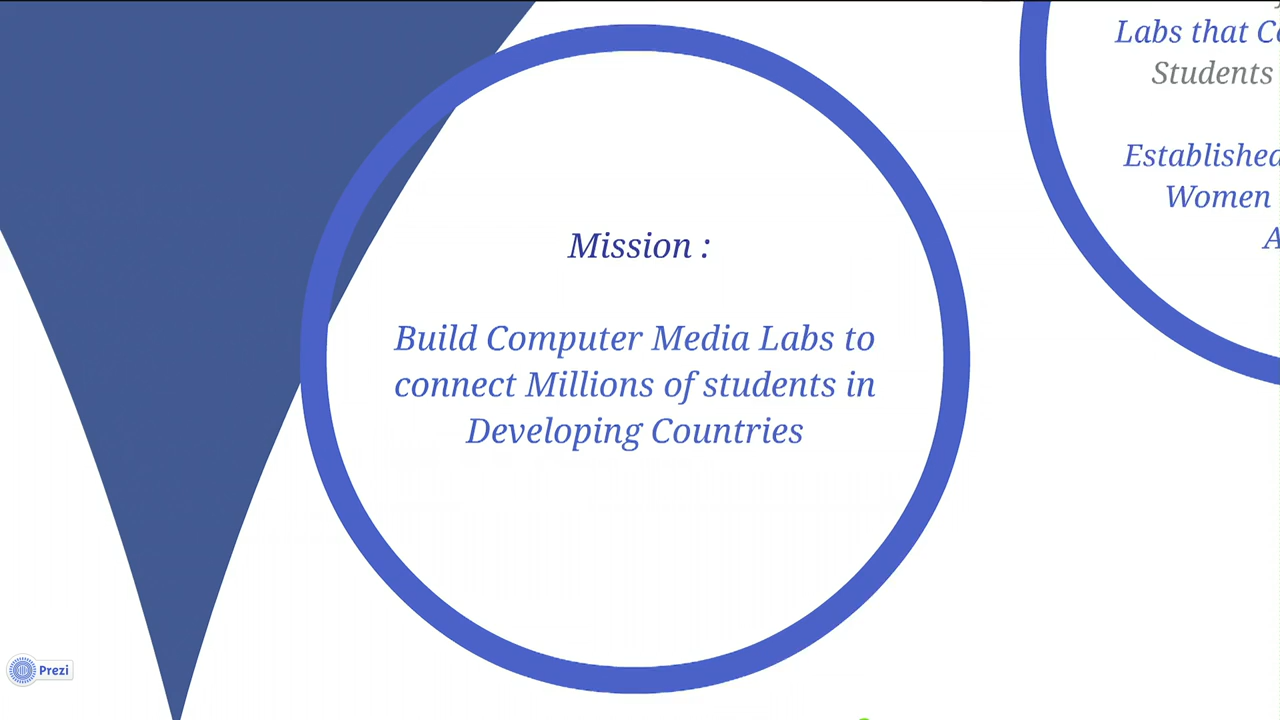 Mission :
Build Computer Media Labs to
connect Millions of students in
Developing Countries
Labs that
Students
Established
Women
Prezi